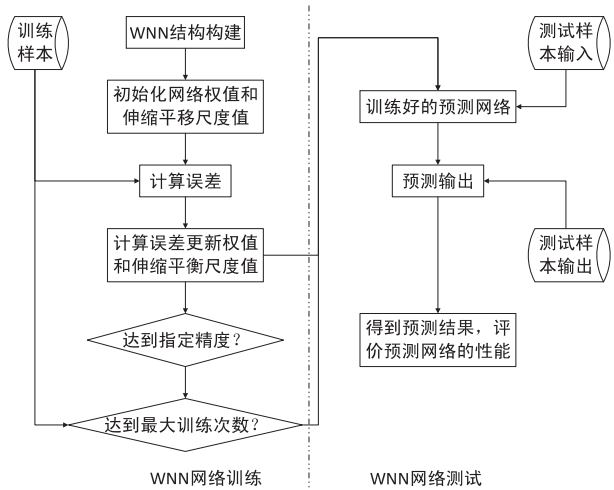 训练
样本
WNN结构构建
初始化网络权值和
伸缩平移尺度值
计算误差
计算误差更新权值
和伸缩平衡尺度值
达到指定精度？
达到最大训练次数？
WNN网络训练
测试样
本输入
训练好的预测网络
预测输出
测试样
本输出
得到预测结果，评
价预测网络的性能
WNN网络测试